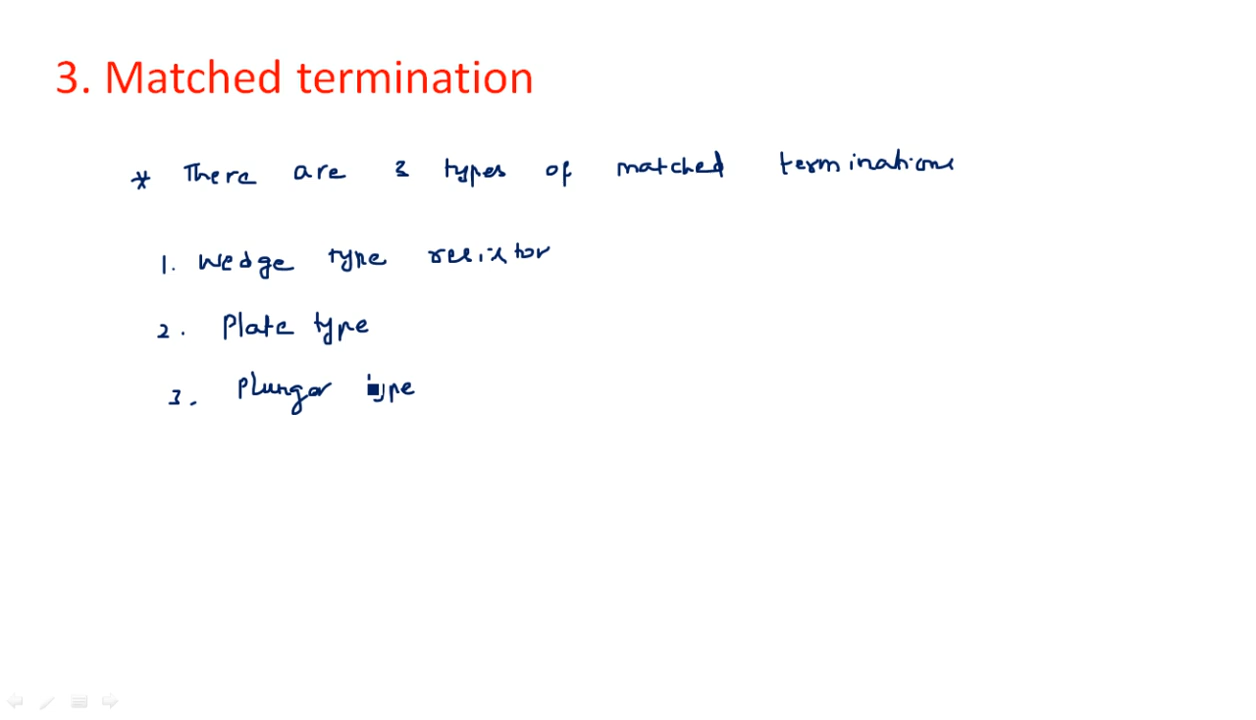 3. Matched termination
* There are 3 types of matched terminations
1. Wedge type resistor
2. Plate type
3. Plunger type